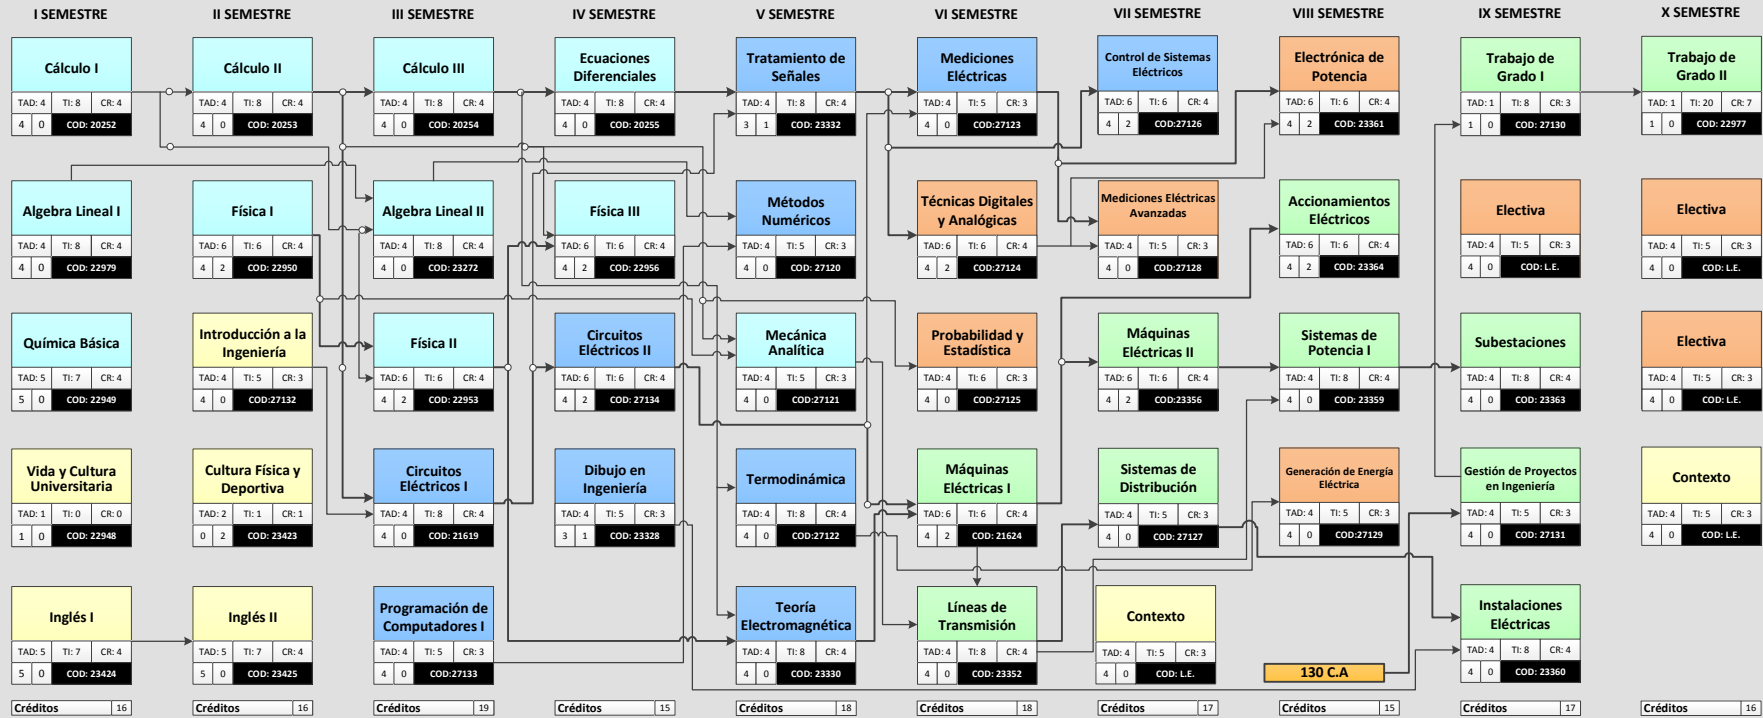 I SEMESTRE
II SEMESTRE
III SEMESTRE
IV SEMESTRE
V SEMESTRE
VI SEMESTRE
VII SEMESTRE
VIII SEMESTRE
IX SEMESTRE
X SEMESTRE
Cálculo I
TAD: 4 TI: 8 CR: 4
4 0 COD: 20252
Cálculo II
TAD: 4 TI: 8 CR: 4
4 0 COD: 20253
Cálculo III
TAD: 4 TI: 8 CR: 4
4 0 COD: 20254
Ecuaciones
Diferenciales
TAD: 4 TI: 8 CR: 4
4 0 COD: 20255
Tratamiento de
Señales
TAD: 4 TI: 8 CR: 4
3 1 COD: 23332
Mediciones
Eléctricas
TAD: 4 TI: 5 CR: 3
4 0 COD:27123
Control de Sistemas
Eléctricos
TAD: 6 TI: 6 CR: 4
4 2 COD:27126
Electrónica de
Potencia
TAD: 6 TI: 6 CR: 4
4 2 COD: 23361
Trabajo de
Grado I
TAD: 1 TI: 8 CR: 3
1 0 COD: 27130
Trabajo de
Grado II
TAD: 1 TI: 20 CR: 7
1 0 COD: 22977
Algebra Lineal I
TAD: 4 TI: 8 CR: 4
4 0 COD: 22979
Física I
TAD: 6 TI: 6 CR: 4
4 2 COD: 22950
Algebra Lineal II
TAD: 4 TI: 8 CR: 4
4 0 COD: 23272
Física III
TAD: 6 TI: 6 CR: 4
4 2 COD: 22956
Métodos
Numéricos
TAD: 4 TI: 5 CR: 3
4 0 COD: 27120
Técnicas Digitales
y Analógicas
TAD: 6 TI: 6 CR: 4
4 2 COD:27124
Mediciones Eléctricas
Avanzadas
TAD: 4 TI: 5 CR: 3
4 0 COD:27128
Accionamientos
Eléctricos
TAD: 6 TI: 6 CR: 4
4 2 COD: 23364
Electiva
TAD: 4 TI: 5 CR: 3
4 0 COD: L.E.
Electiva
TAD: 4 TI: 5 CR: 3
4 0 COD: L.E.
Química Básica
TAD: 5 TI: 7 CR: 4
5 0 COD: 22949
Introducción a la
Ingeniería
TAD: 4 TI: 5 CR: 3
4 0 COD:27132
Física II
TAD: 6 TI: 6 CR: 4
4 2 COD: 22953
Circuitos
Eléctricos II
TAD: 6 TI: 6 CR: 4
4 2 COD: 27134
Mecánica
Analítica
TAD: 4 TI: 5 CR: 3
4 0 COD:27121
Probabilidad y
Estadística
TAD: 4 TI: 6 CR: 3
4 0 COD:27125
Máquinas
Eléctricas II
TAD: 6 TI: 6 CR: 4
4 2 COD:23356
Sistemas de
Potencia I
TAD: 4 TI: 8 CR: 4
4 0 COD: 23359
Subestaciones
TAD: 4 TI: 8 CR: 4
4 0 COD: 23363
Electiva
TAD: 4 TI: 5 CR: 3
4 0 COD: L.E.
Vida y Cultura
Universitaria
TAD: 1 TI: 0 CR: 0
1 0 COD: 22948
Cultura Física y
Deportiva
TAD: 2 TI: 1 CR: 1
0 2 COD: 23423
Circuitos
Eléctricos I
TAD: 4 TI: 8 CR: 4
4 0 COD: 21619
Dibujo en
Ingeniería
TAD: 4 TI: 5 CR: 3
3 1 COD: 23328
Termodinámica
TAD: 4 TI: 8 CR: 4
4 0 COD:27122
Máquinas
Eléctricas I
TAD: 6 TI: 6 CR: 4
4 2 COD: 21624
Sistemas de
Distribución
TAD: 4 TI: 5 CR: 3
4 0 COD: 27127
Generación de Energía
Eléctrica
TAD: 4 TI: 5 CR: 3
4 0 COD:27129
Gestión de Proyectos
en Ingeniería
TAD: 4 TI: 5 CR: 3
4 0 COD: 27131
Contexto
TAD: 4 TI: 5 CR: 3
4 0 COD: L.E.
Inglés I
TAD: 5 TI: 7 CR: 4
5 0 COD: 23424
Inglés II
TAD: 5 TI: 7 CR: 4
5 0 COD: 23425
Programación de
Computadores I
TAD: 4 TI: 5 CR: 3
4 0 COD:27133
Teoría
Electromagnética
TAD: 4 TI: 8 CR: 4
4 0 COD: 23330
Líneas de
Transmisión
TAD: 4 TI: 8 CR: 4
4 0 COD: 23352
Contexto
TAD: 4 TI: 5 CR: 3
4 0 COD: L.E.
130 C.A
Instalaciones
Eléctricas
TAD: 4 TI: 8 CR: 4
4 0 COD: 23360
Créditos 16
Créditos 16
Créditos 19
Créditos 15
Créditos 18
Créditos 18
Créditos 17
Créditos 15
Créditos 17
Créditos 16